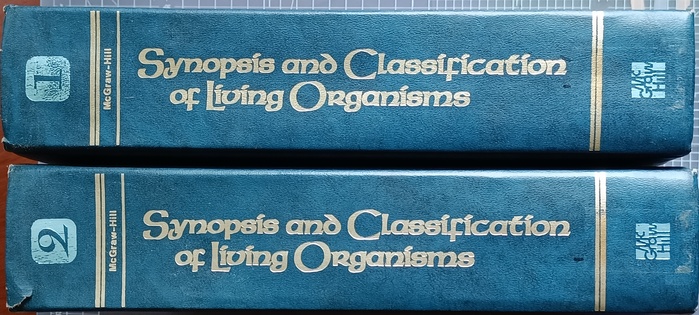 1
McGraw-Hill
Synopsis and Classification
of Living Organisms
Mc
Graw
Hill
2
McGraw-Hill
Synopsis and Classification
of Living Organisms
Mc
Graw
Hill